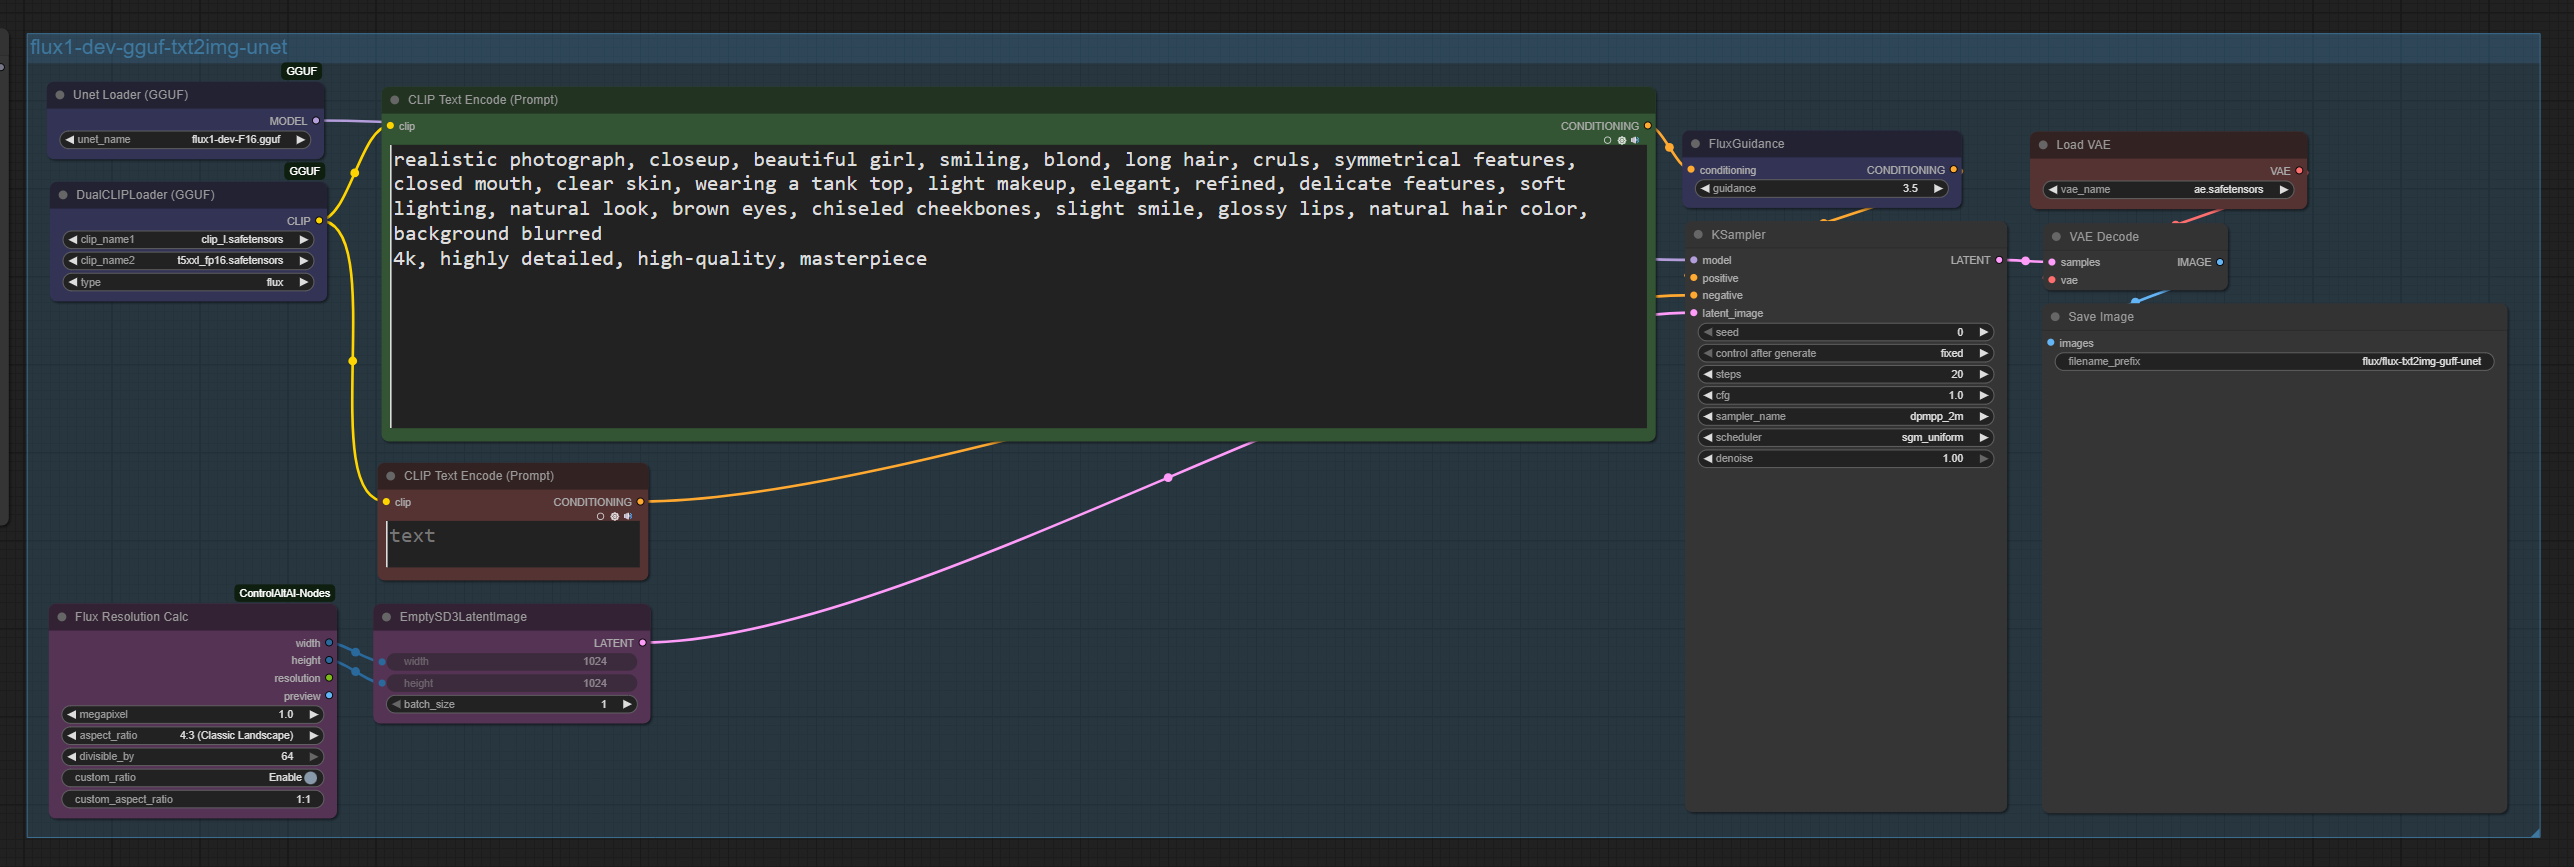 flux1-dev-gguf-txt2img-unet
GGUF
Unet Loader (GGUF)
MODEL
unet_name flux1-dev-F16.gguf
GGUF
DualCLIPLoader (GGUF)
CLIP
clip_name1 clip_l.safetensors
clip_name2 t5xxl_fp16.safetensors
type flux
CLIP Text Encode (Prompt)
clip CONDITIONING
realistic photograph, closeup, beautiful girl, smiling, blond, long hair, cruls, symmetrical features,
closed mouth, clear skin, wearing a tank top, light makeup, elegant, refined, delicate features, soft
lighting, natural look, brown eyes, chiseled cheekbones, slight smile, glossy lips, natural hair color,
background blurred
4k, highly detailed, high-quality, masterpiece
CLIP Text Encode (Prompt)
clip CONDITIONING
text
ControlAltAI-Nodes
Flux Resolution Calc
width
height
resolution
preview
megapixel 1.0
aspect_ratio 4:3 (Classic Landscape)
divisible_by 64
custom_ratio Enable
custom_aspect_ratio 1:1
EmptySD3LatentImage
LATENT
width 1024
height 1024
batch_size 1
FluxGuidance
conditioning CONDITIONING
guidance 3.5
KSampler
model LATENT
positive
negative
latent_image
seed 0
control after generate fixed
steps 20
cfg 1.0
sampler_name dpmpp_2m
scheduler sgm_uniform
denoise 1.00
Load VAE
VAE
vae_name ae.safetensors
VAE Decode
samples IMAGE
vae
Save Image
images
filename_prefix flux/flux-txt2img-guff-unet